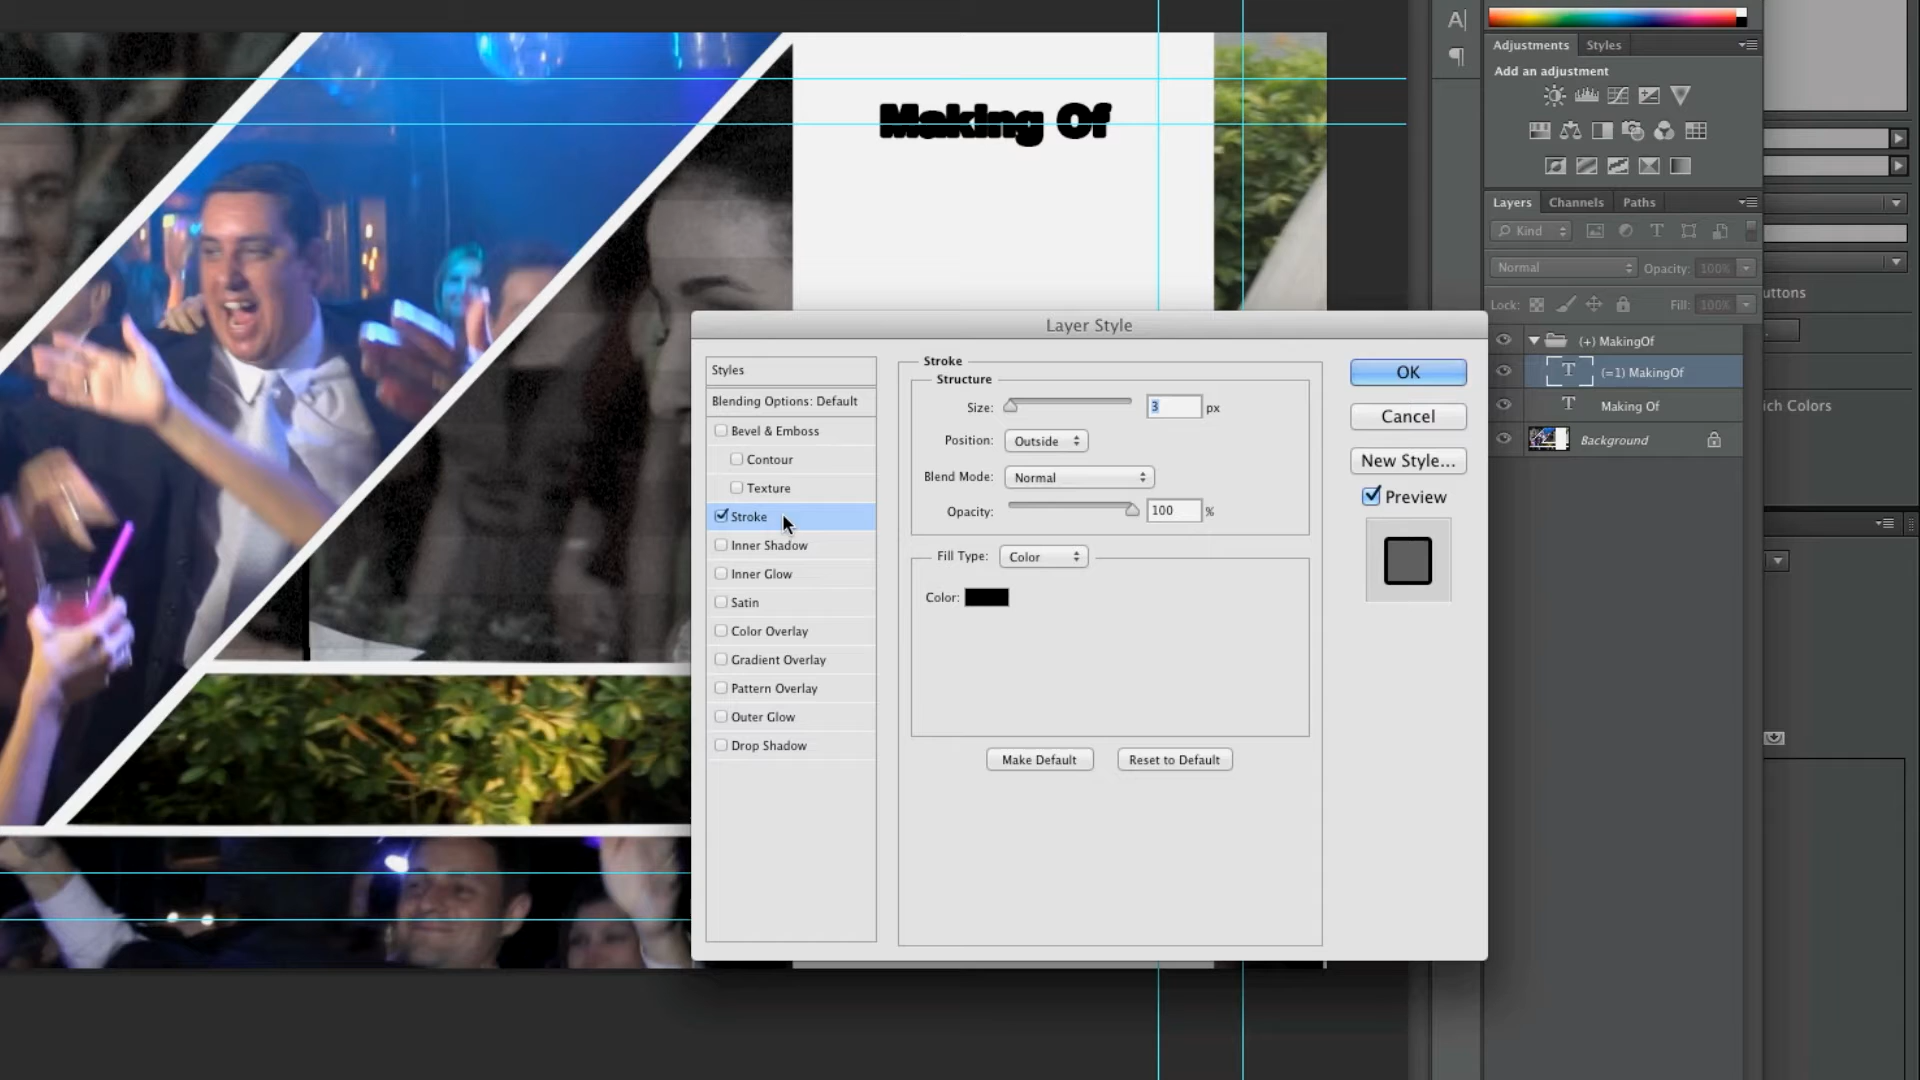 Making Of
A|
Adjustments Styles
Add an adjustment
Layers Channels Paths
Kind
T
Normal Opacity: 100%
Lock: Fill: 100%
(+) MakingOf
T (=1) MakingOf
T Making Of
Background
uttons
ich Colors
Layer Style
Styles
Blending Options: Default
Bevel & Emboss
Contour
Texture
Stroke
Inner Shadow
Inner Glow
Satin
Color Overlay
Gradient Overlay
Pattern Overlay
Outer Glow
Drop Shadow
Stroke
Structure
Size: 3 px
Position: Outside
Blend Mode: Normal
Opacity: 100 %
Fill Type: Color
Color:
Make Default Reset to Default
OK
Cancel
New Style...
Preview